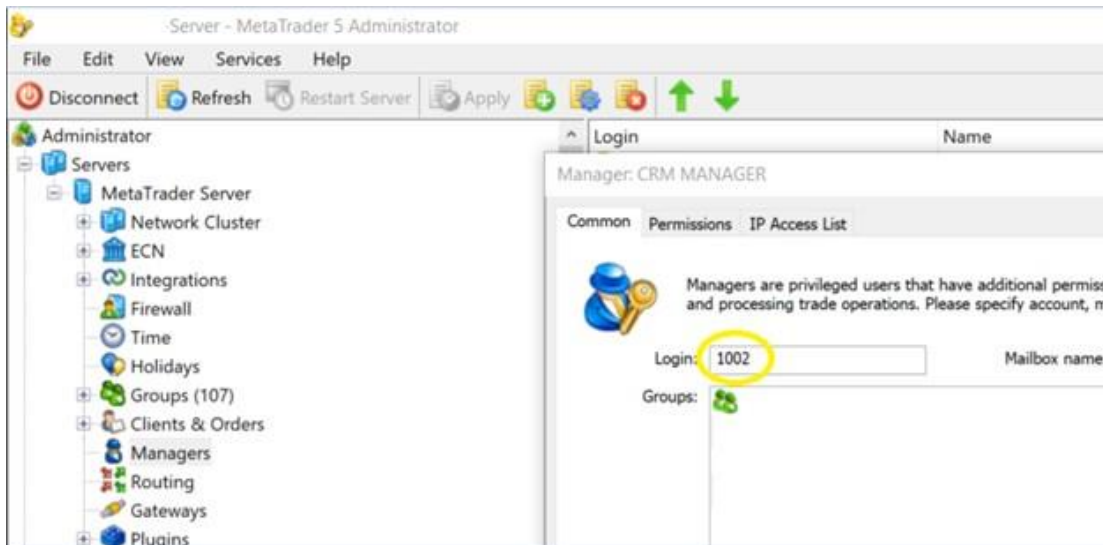 ·Server - MetaTrader 5 Administrator
File Edit View Services Help
Disconnect Refresh Restart Server Apply
Administrator
Servers
MetaTrader Server
Network Cluster
ECN
Integrations
Firewall
Time
Holidays
Groups (107)
Clients & Orders
Managers
Routing
Gateways
Plugins
Login Name
Manager: CRM MANAGER
Common Permissions IP Access List
Managers are privileged users that have additional permiss
and processing trade operations. Please specify account, m
Login: 1002 Mailbox name
Groups: